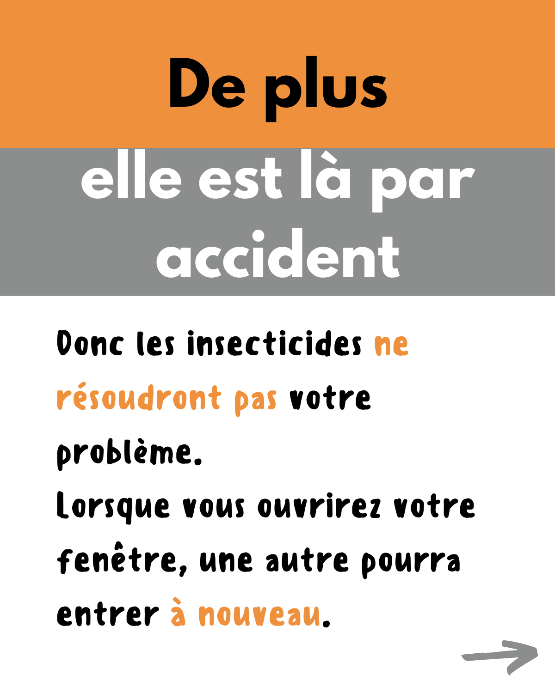 De plus
elle est là par
accident
Donc les insecticides ne
résoudront pas votre
problème.
Lorsque vous ouvrirez votre
fenêtre, une autre pourra
entrer à nouveau.